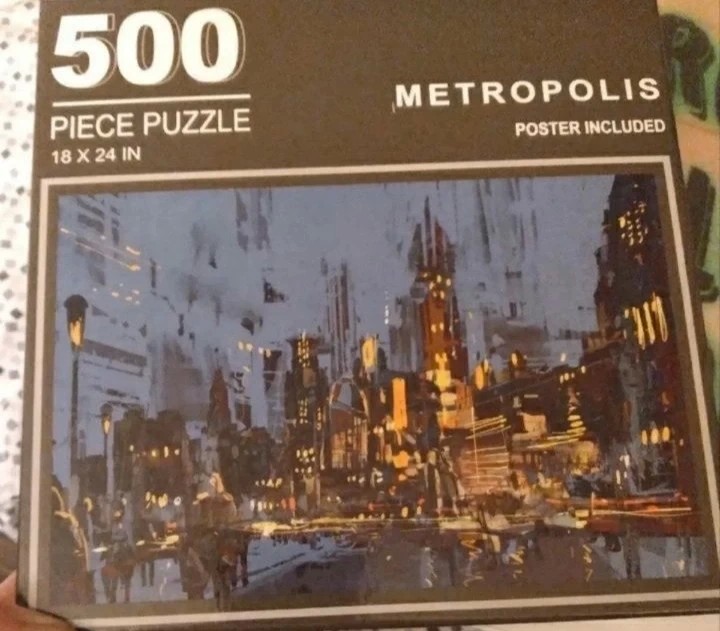 500
PIECE PUZZLE
18 X 24 IN
METROPOLIS
POSTER INCLUDED